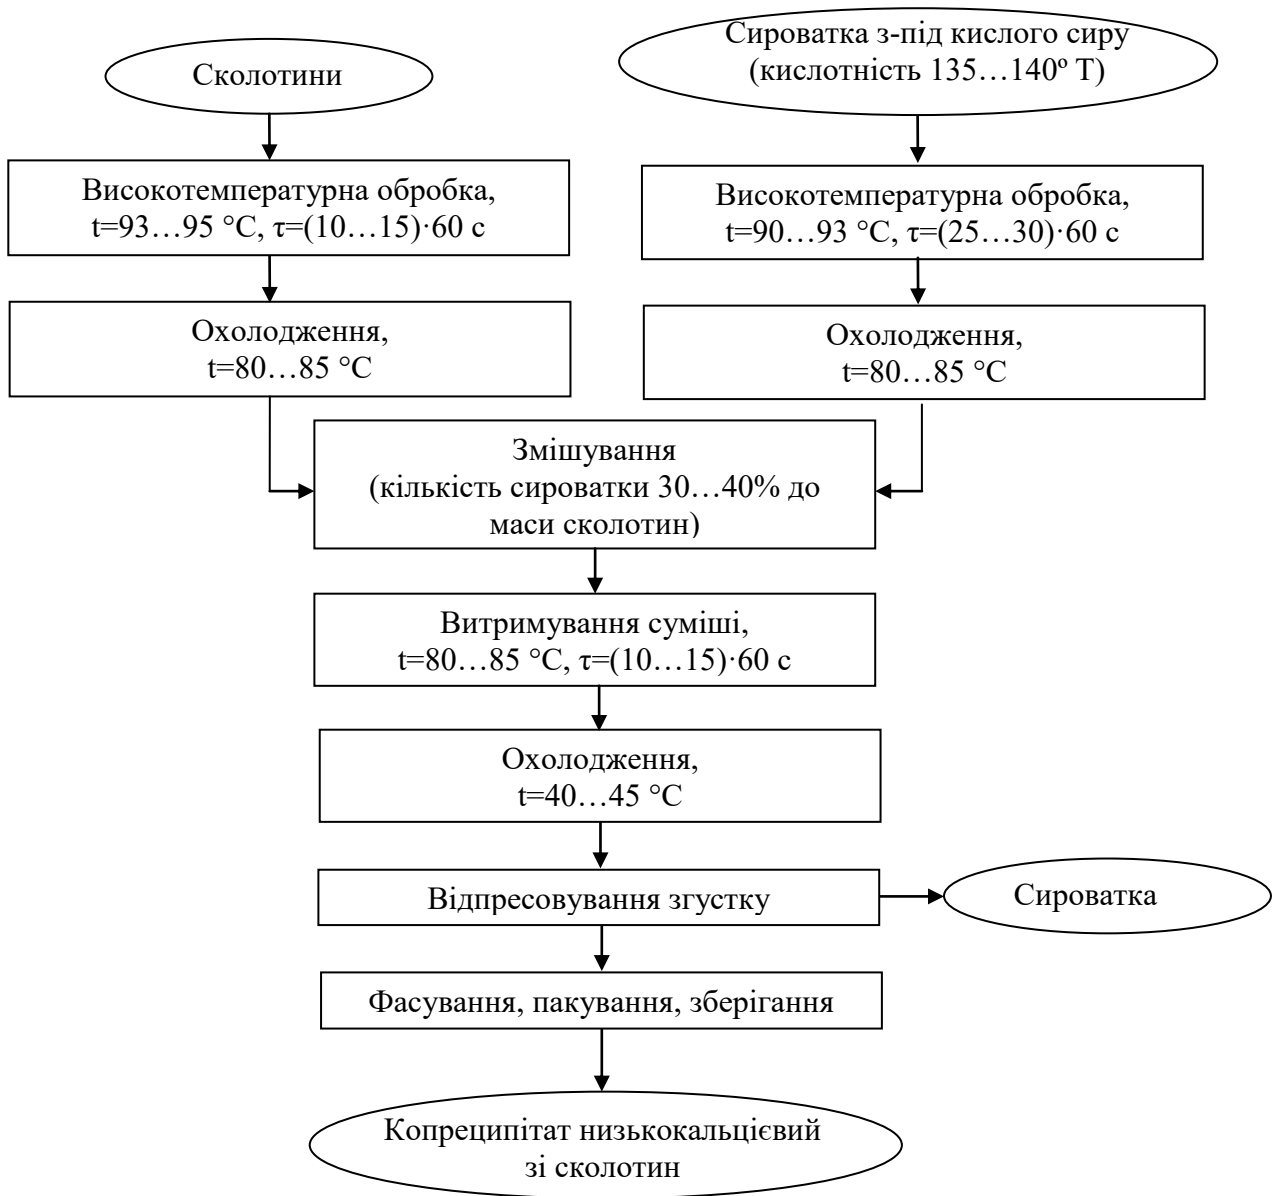 Сколотини
Сироватка з-під кислого сиру
(кислотність 135…140º Т)
Високотемпературна обробка,
t=93…95 °С, τ=(10…15)·60 с
Високотемпературна обробка,
t=90…93 °С, τ=(25…30)·60 с
Охолодження,
t=80…85 °С
Охолодження,
t=80…85 °С
Змішування
(кількість сироватки 30…40% до
маси сколотин)
Витримування суміші,
t=80…85 °С, τ=(10…15)·60 с
Охолодження,
t=40…45 °С
Відпресовування згустку
Сироватка
Фасування, пакування, зберігання
Копреципітат низькокальцієвий
зі сколотин